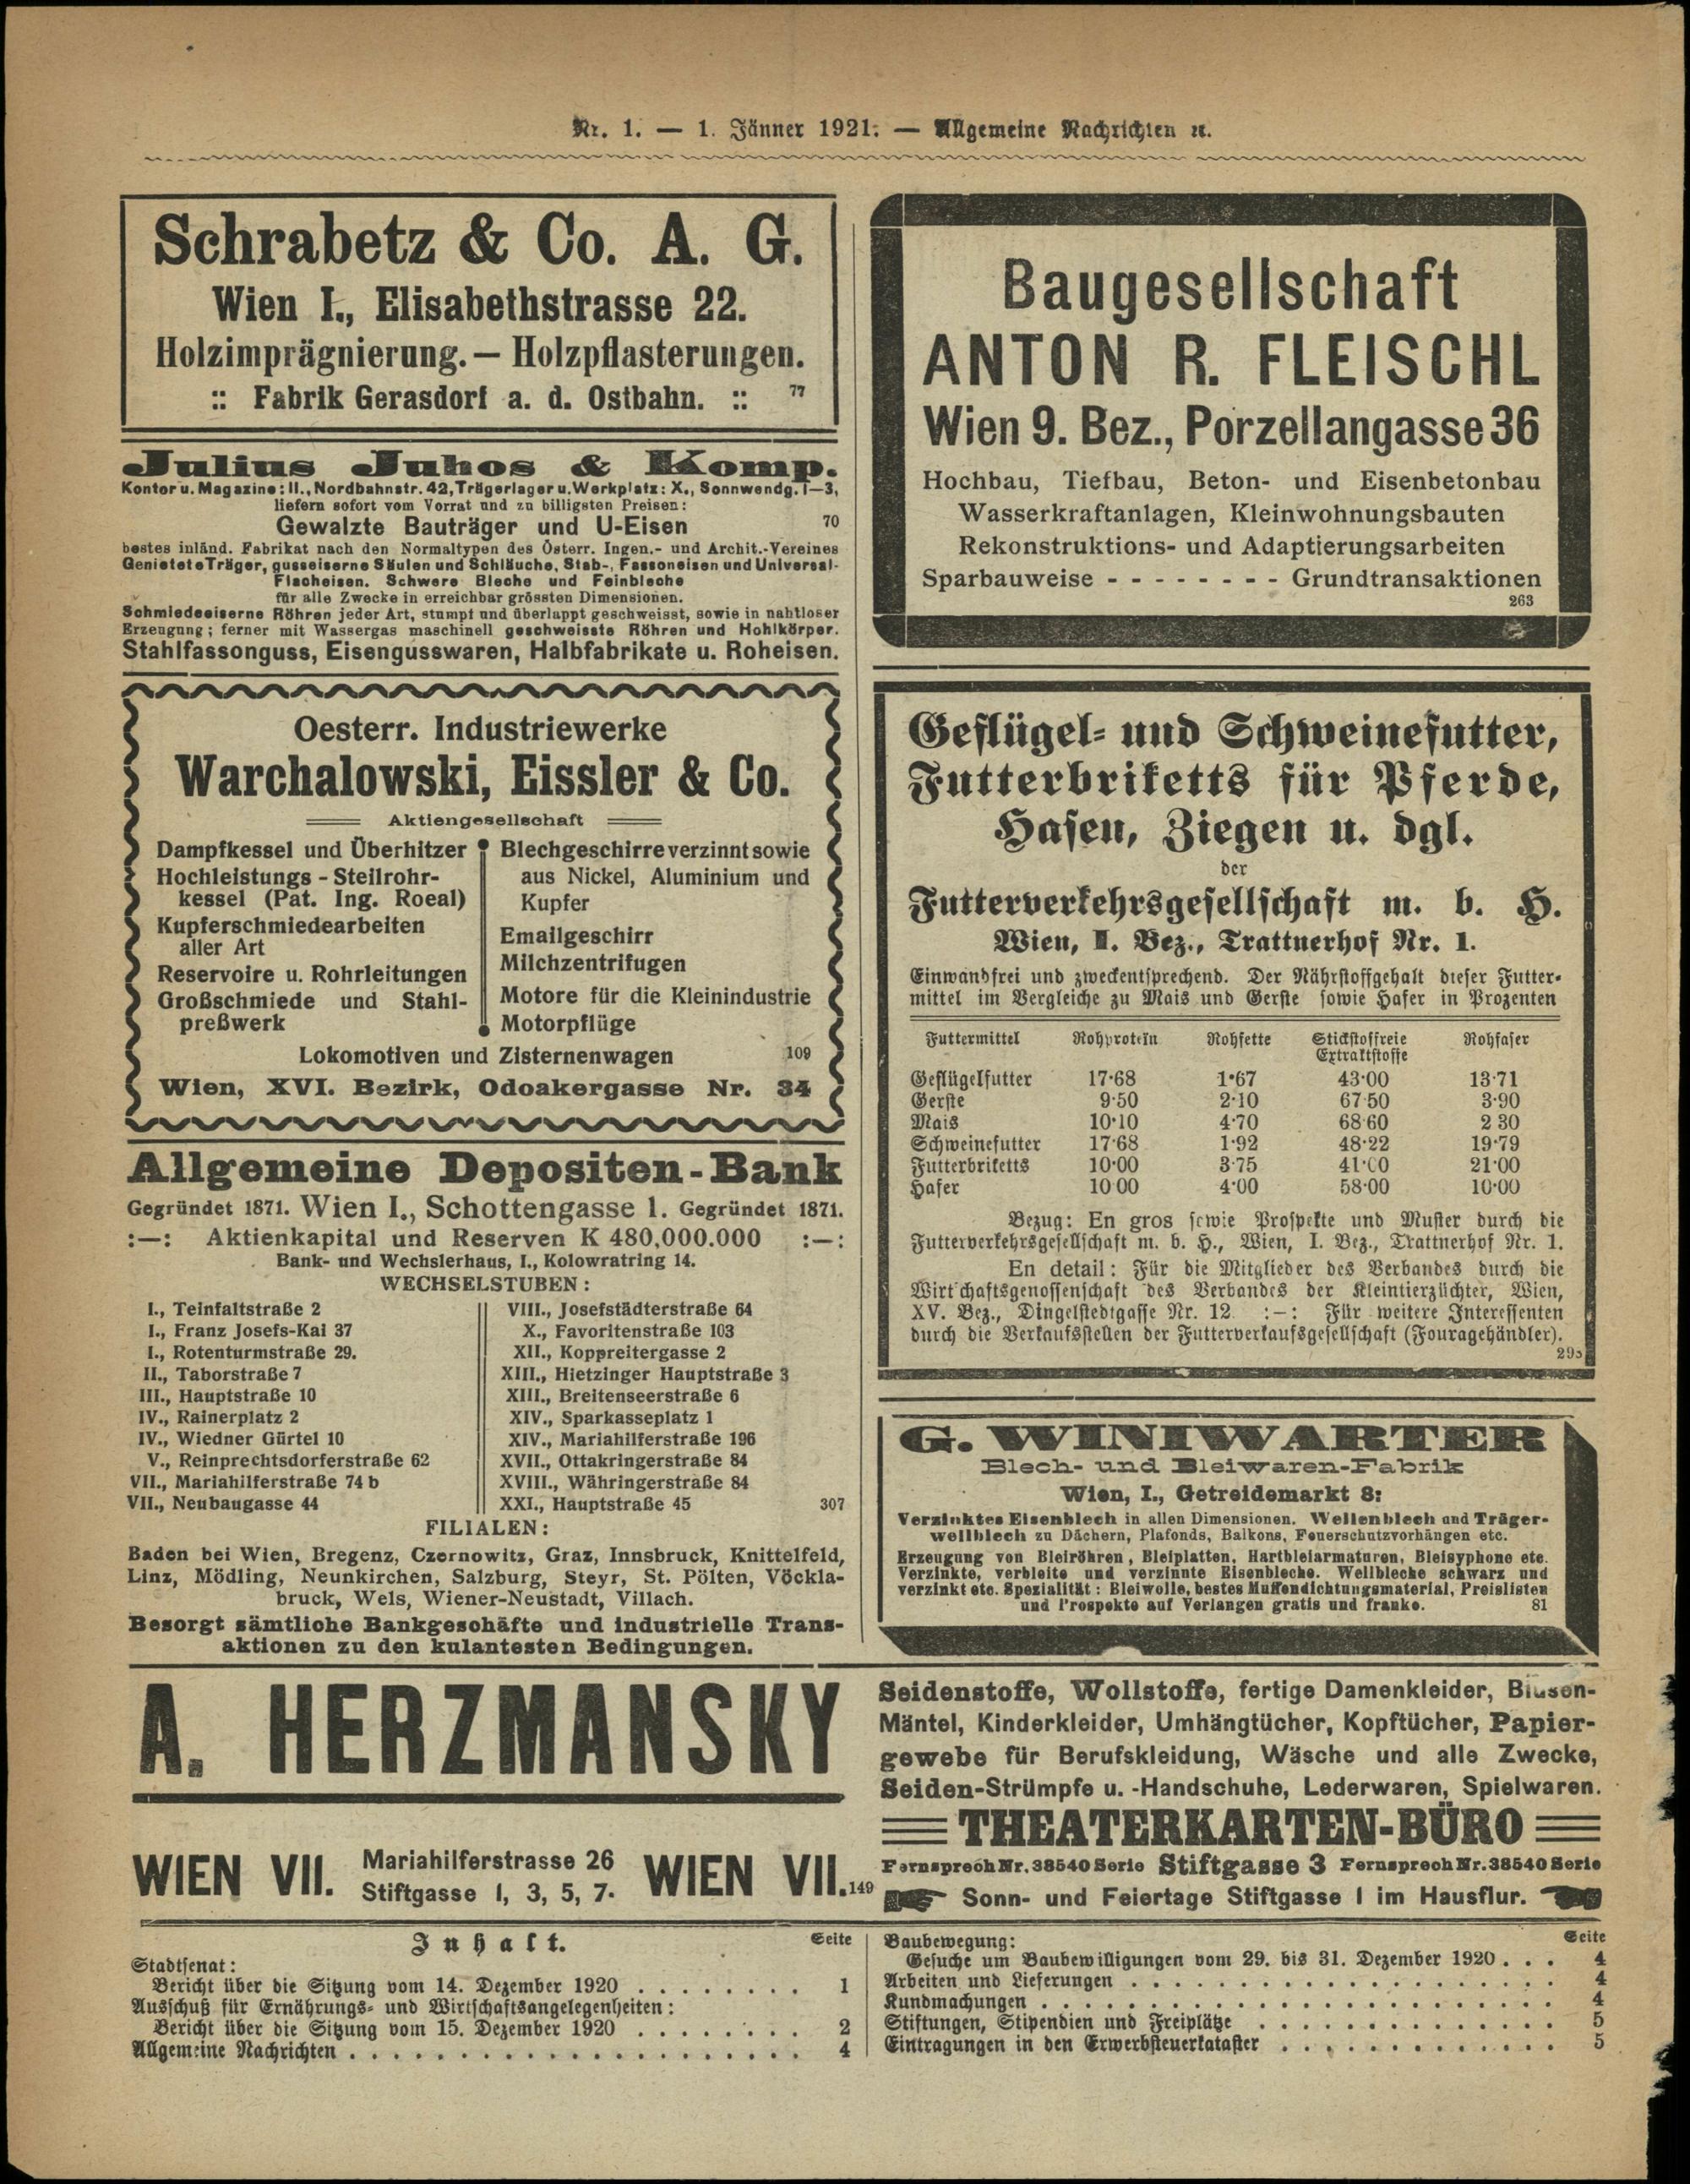 Nr. 1. — 1. Jänner 1921. — Allgemeine Nachrichten ꝛc.
Schrabetz & Co. A. G.
Wien I., Elisabethstrasse 22.
Holzimprägnierung. — Holzpflasterungen.
:: Fabrik Gerasdorf a. d. Ostbahn. :: 77
Julius Juhos & Komp.
Kontor u. Magazine: II., Nordbahnstr. 42, Trägerlager u. Werkplatz: X., Sonnwendg. 1—3,
liefern sofort vom Vorrat und zu billigsten Preisen:
Gewalzte Bauträger und U-Eisen 70
bestes inländ. Fabrikat nach den Normaltypen des Österr. Ingen.- und Archit.-Vereines
Genietete Träger, gusseiserne Säulen und Schläuche, Stab-, Fassoneisen und Universal-
Flacheisen. Schwere Bleche und Feinbleche
für alle Zwecke in erreichbar grössten Dimensionen.
Schmiedeeiserne Röhren jeder Art, stumpf und überlappt geschweisst, sowie in nahtloser
Erzeugung; ferner mit Wassergas maschinell geschweisste Röhren und Hohlkörper.
Stahlfassonguss, Eisengusswaren, Halbfabrikate u. Roheisen.
Oesterr. Industriewerke
Warchalowski, Eissler & Co.
Aktiengesellschaft
Dampfkessel und Überhitzer
Hochleistungs-Steilrohr-
kessel (Pat. Ing. Roeal)
Kupferschmiedearbeiten
aller Art
Reservoire u. Rohrleitungen
Großschmiede und Stahl-
preßwerk
Blechgeschirre verzinnt sowie
aus Nickel, Aluminium und
Kupfer
Emailgeschirr
Milchzentrifugen
Motore für die Kleinindustrie
Motorpflüge
Lokomotiven und Zisternenwagen 109
Wien, XVI. Bezirk, Odoakergasse Nr. 34
Allgemeine Depositen-Bank
Gegründet 1871. Wien I., Schottengasse 1. Gegründet 1871.
:—: Aktienkapital und Reserven K 480,000.000 :—:
Bank- und Wechslerhaus, I., Kolowratring 14.
WECHSELSTUBEN:
I., Teinfaltstraße 2
I., Franz Josefs-Kai 37
I., Rotenturmstraße 29.
II., Taborstraße 7
III., Hauptstraße 10
IV., Rainerplatz 2
IV., Wiedner Gürtel 10
V., Reinprechtsdorferstraße 62
VII., Mariahilferstraße 74 b
VII., Neubaugasse 44
VIII., Josefstädterstraße 64
X., Favoritenstraße 103
XII., Koppreitergasse 2
XIII., Hietzinger Hauptstraße 3
XIII., Breitenseerstraße 6
XIV., Sparkasseplatz 1
XIV., Mariahilferstraße 196
XVII., Ottakringerstraße 84
XVIII., Währingerstraße 84
XXI., Hauptstraße 45 307
FILIALEN:
Baden bei Wien, Bregenz, Czernowitz, Graz, Innsbruck, Knittelfeld,
Linz, Mödling, Neunkirchen, Salzburg, Steyr, St. Pölten, Vöckla-
bruck, Wels, Wiener-Neustadt, Villach.
Besorgt sämtliche Bankgeschäfte und industrielle Trans-
aktionen zu den kulantesten Bedingungen.
Baugesellschaft
ANTON R. FLEISCHL
Wien 9. Bez., Porzellangasse 36
Hochbau, Tiefbau, Beton- und Eisenbetonbau
Wasserkraftanlagen, Kleinwohnungsbauten
Rekonstruktions- und Adaptierungsarbeiten
Sparbauweise - - - - - - - - Grundtransaktionen
263
Geflügel- und Schweinefutter,
Futterbriketts für Pferde,
Hasen, Ziegen u. dgl.
der
Futterverkehrsgesellschaft m. b. H.
Wien, I. Bez., Trattnerhof Nr. 1.
Einwandfrei und zweckentsprechend. Der Nährstoffgehalt dieser Futter-
mittel im Vergleiche zu Mais und Gerste sowie Hafer in Prozenten
Futtermittel Rohprotein Rohfette Stickstoffreie Extraktstoffe Rohfaser
Geflügelfutter 17·68 1·67 43·00 13·71
Gerste 9·50 2·10 67·50 3·90
Mais 10·10 4·70 68·60 2 30
Schweinefutter 17·68 1·92 48·22 19·79
Futterbriketts 10·00 3·75 41·00 21·00
Hafer 10 00 4·00 58·00 10·00
Bezug: En gros sowie Prospekte und Muster durch die
Futterverkehrsgesellschaft m. b. H., Wien, I. Bez., Trattnerhof Nr. 1.
En detail: Für die Mitglieder des Verbandes durch die
Wirtschaftsgenossenschaft des Verbandes der Kleintierzüchter, Wien,
XV. Bez., Dingelstedtgasse Nr. 12. :—: Für weitere Interessenten
durch die Verkaufsstellen der Futterverkaufsgesellschaft (Fouragehändler).
G. WINIWARTER
Blech- und Bleiwaren-Fabrik
Wien, I., Getreidemarkt 8:
Verzinktes Eisenblech in allen Dimensionen. Wellenblech und Träger-
wellblech zu Dächern, Plafonds, Balkons, Feuerschutzvorhängen etc.
Erzeugung von Bleiröhren, Bleiplatten, Hartbleiarmaturen, Bleisyphone etc.
Verzinkte, verbleite und verzinnte Eisenbleche. Wellbleche schwarz und
verzinkt etc. Spezialität: Bleiwolle, bestes Muffendichtungsmaterial, Preislisten
und Prospekte auf Verlangen gratis und franko. 81
A. HERZMANSKY
WIEN VII. Mariahilferstrasse 26
Stiftgasse 1, 3, 5, 7. WIEN VII. 149
Seidenstoffe, Wollstoffe, fertige Damenkleider, Blusen-
Mäntel, Kinderkleider, Umhängtücher, Kopftücher, Papier-
gewebe für Berufskleidung, Wäsche und alle Zwecke,
Seiden-Strümpfe u. -Handschuhe, Lederwaren, Spielwaren.
THEATERKARTEN-BÜRO
Fernsprech Nr. 38540 Serie Stiftgasse 3 Fernsprech Nr. 38540 Serie
Sonn- und Feiertage Stiftgasse 1 im Hausflur.
Inhalt. Seite
Stadtsenat:
Bericht über die Sitzung vom 14. Dezember 1920 . . . . . . . . 1
Ausschuß für Ernährungs- und Wirtschaftsangelegenheiten:
Bericht über die Sitzung vom 15. Dezember 1920 . . . . . . . . 2
Allgemeine Nachrichten . . . . . . . . . . . . . . . . . . . . 4
Baubewegung: Seite
Gesuche um Baubewilligungen vom 29. bis 31. Dezember 1920 . . . 4
Arbeiten und Lieferungen . . . . . . . . . . . . . . . . . . . 4
Kundmachungen . . . . . . . . . . . . . . . . . . . . . . . 4
Stiftungen, Stipendien und Freiplätze . . . . . . . . . . . . . . 5
Eintragungen in den Erwerbsteuerkataster . . . . . . . . . . . . . 5